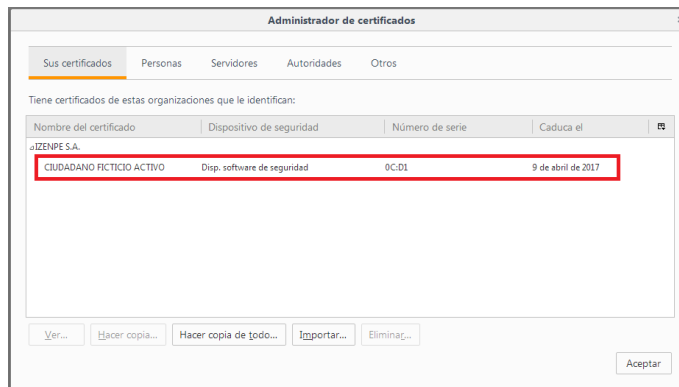 Administrador de certificados
Sus certificados Personas Servidores Autoridades Otros
Tiene certificados de estas organizaciones que le identifican:
Nombre del certificado Dispositivo de seguridad Número de serie Caduca el
IZENPE S.A.
CIUDADANO FICTICIO ACTIVO Disp. software de seguridad 0C:D1 9 de abril de 2017
Ver... Hacer copia... Hacer copia de todo... Importar... Eliminar...
Aceptar